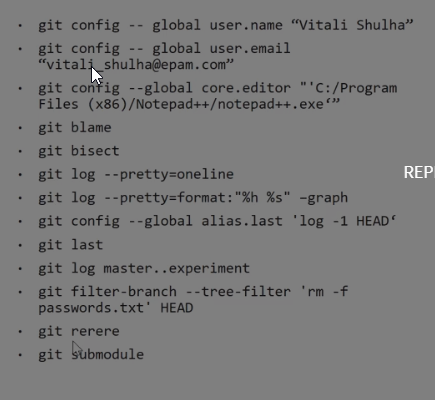 · git config -- global user.name “Vitali Shulha”
· git config -- global user.email
“vitali_shulha@epam.com”
· git config --global core.editor "'C:/Program
Files (x86)/Notepad++/notepad++.exe‘”
· git blame
· git bisect
· git log --pretty=oneline
· git log --pretty=format:"%h %s" –graph
· git config --global alias.last 'log -1 HEAD‘
· git last
· git log master..experiment
· git filter-branch --tree-filter 'rm -f
passwords.txt' HEAD
· git rerere
· git submodule